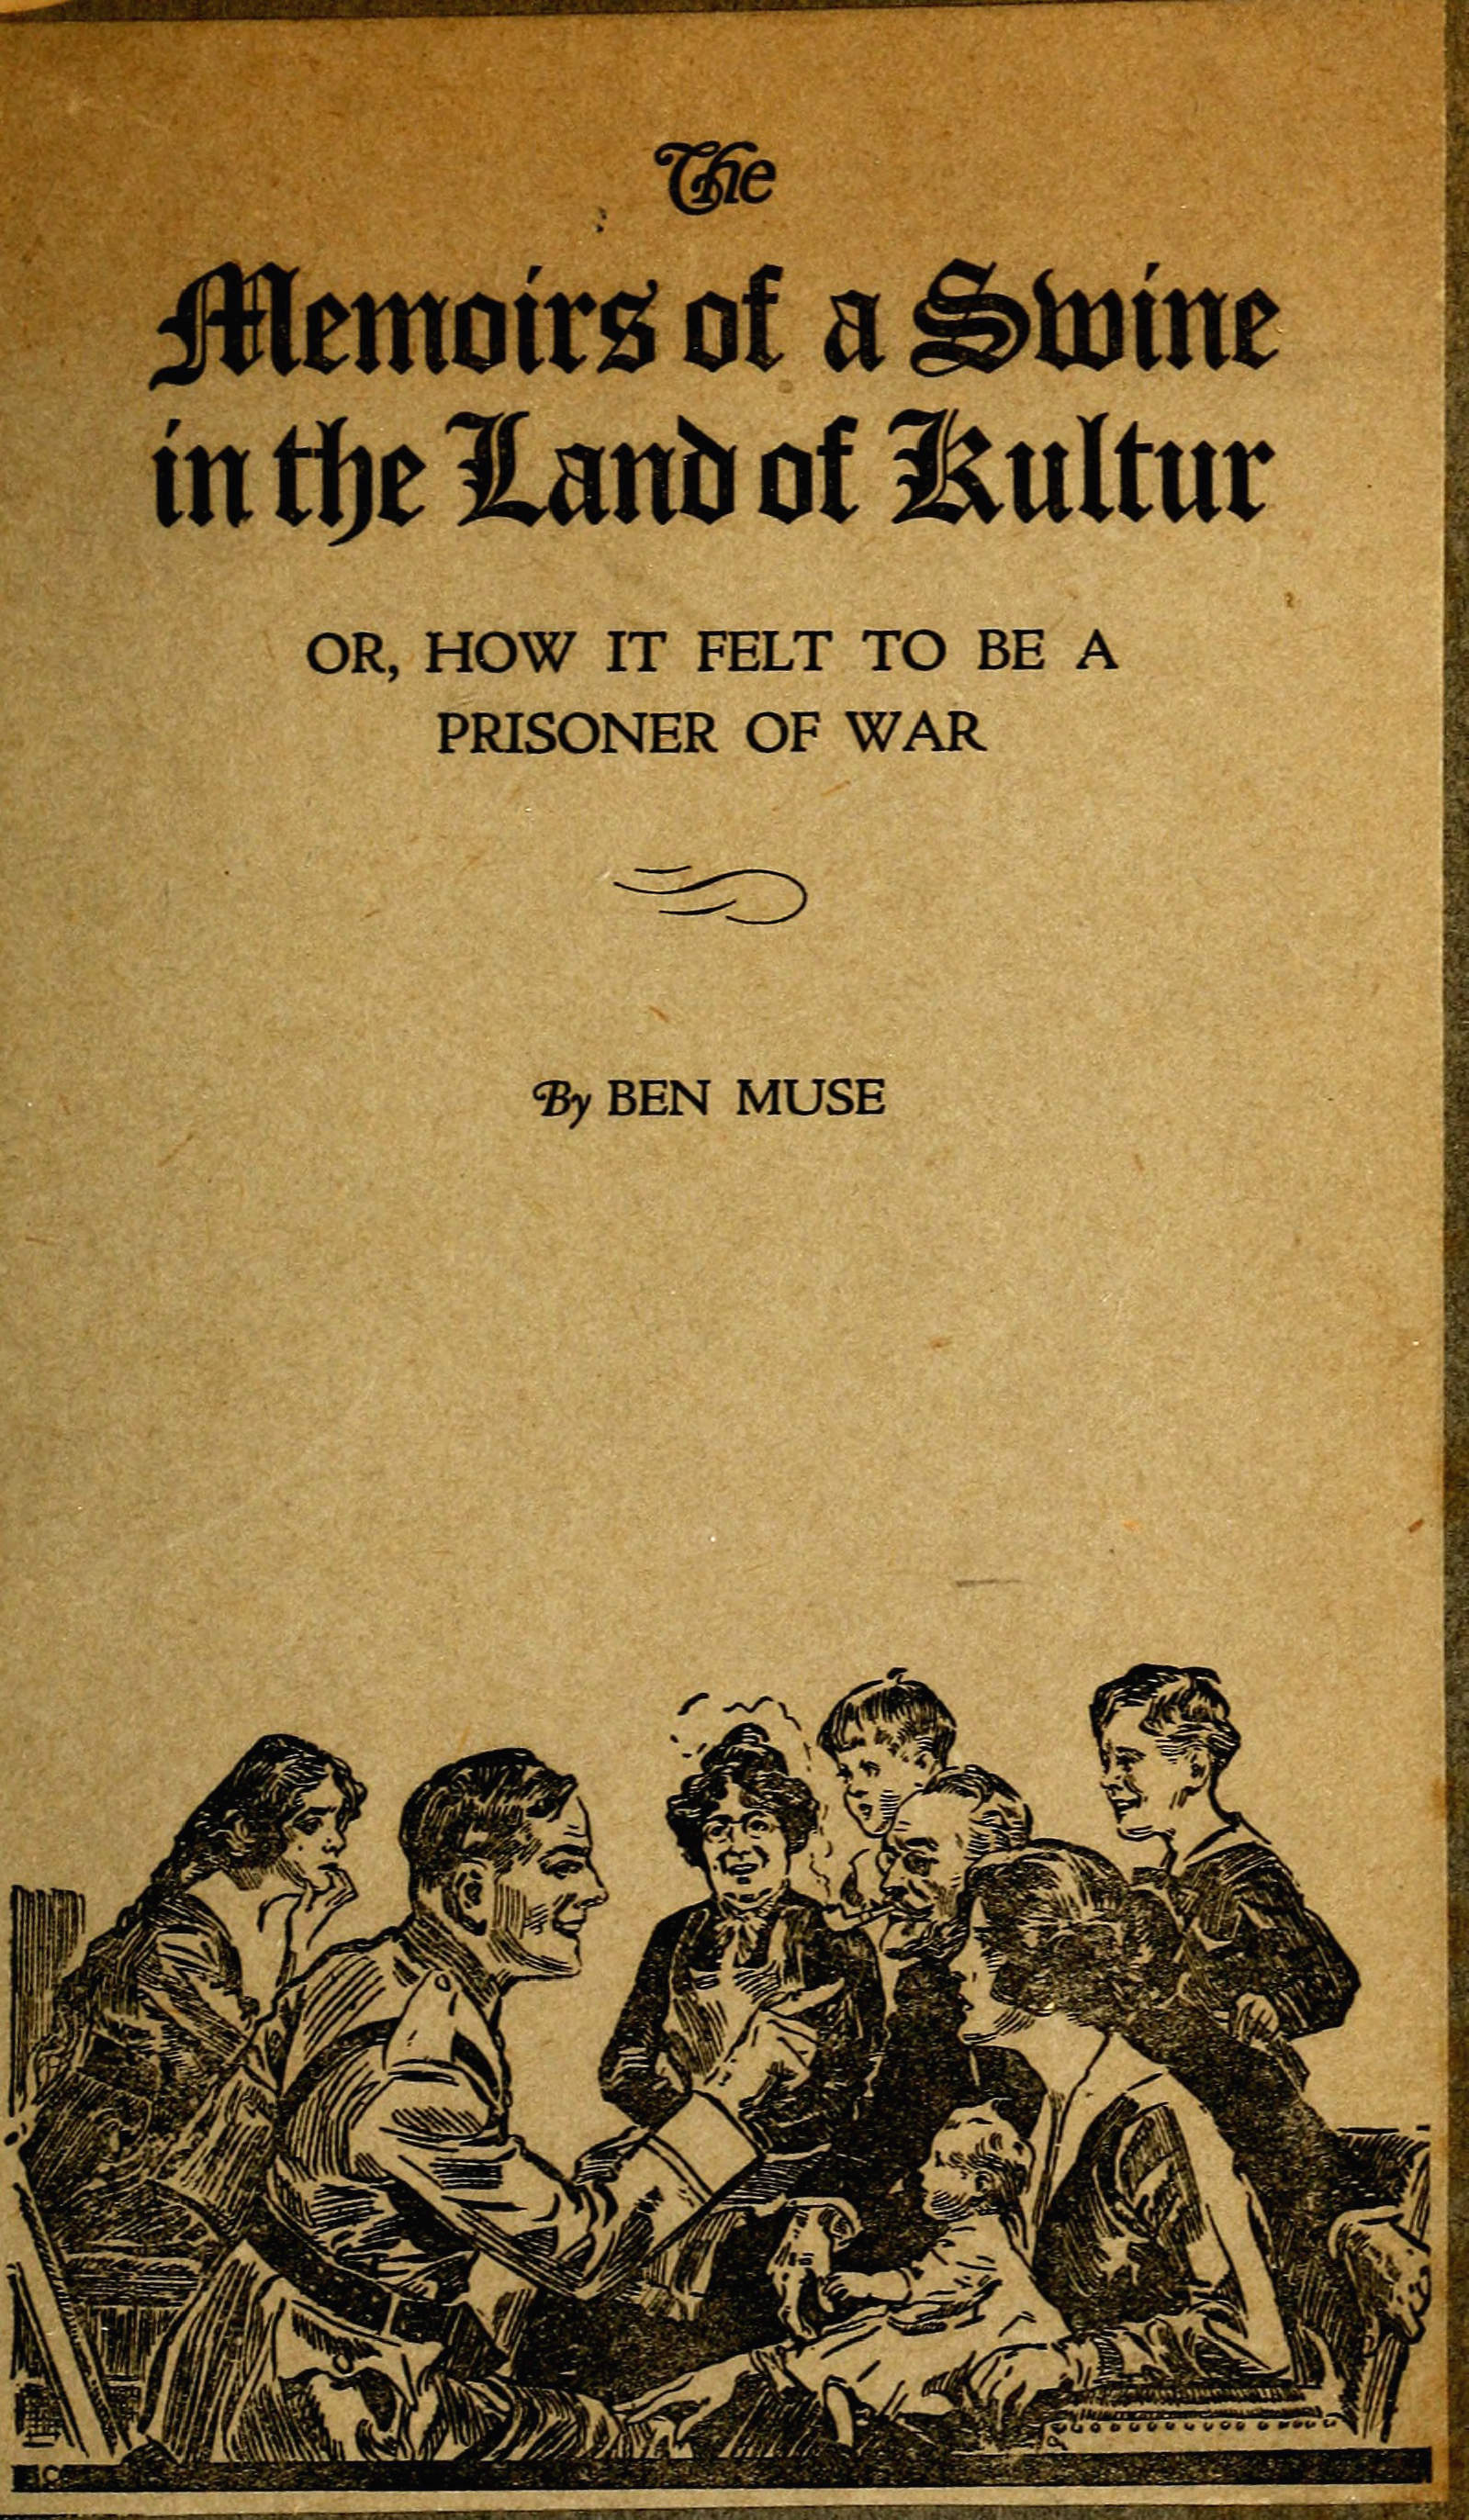 The
Memoirs of a Swine
in the Land of Kultur
OR, HOW IT FELT TO BE A
PRISONER OF WAR
By BEN MUSE